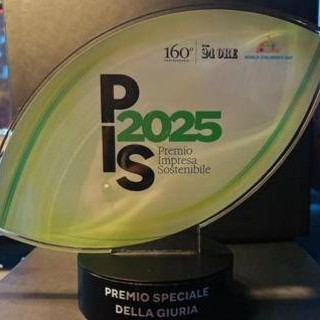 160°
24 ORE
PIS
2025
Premio
Impresa
Sostenibile
PREMIO SPECIALE
DELLA GIURIA